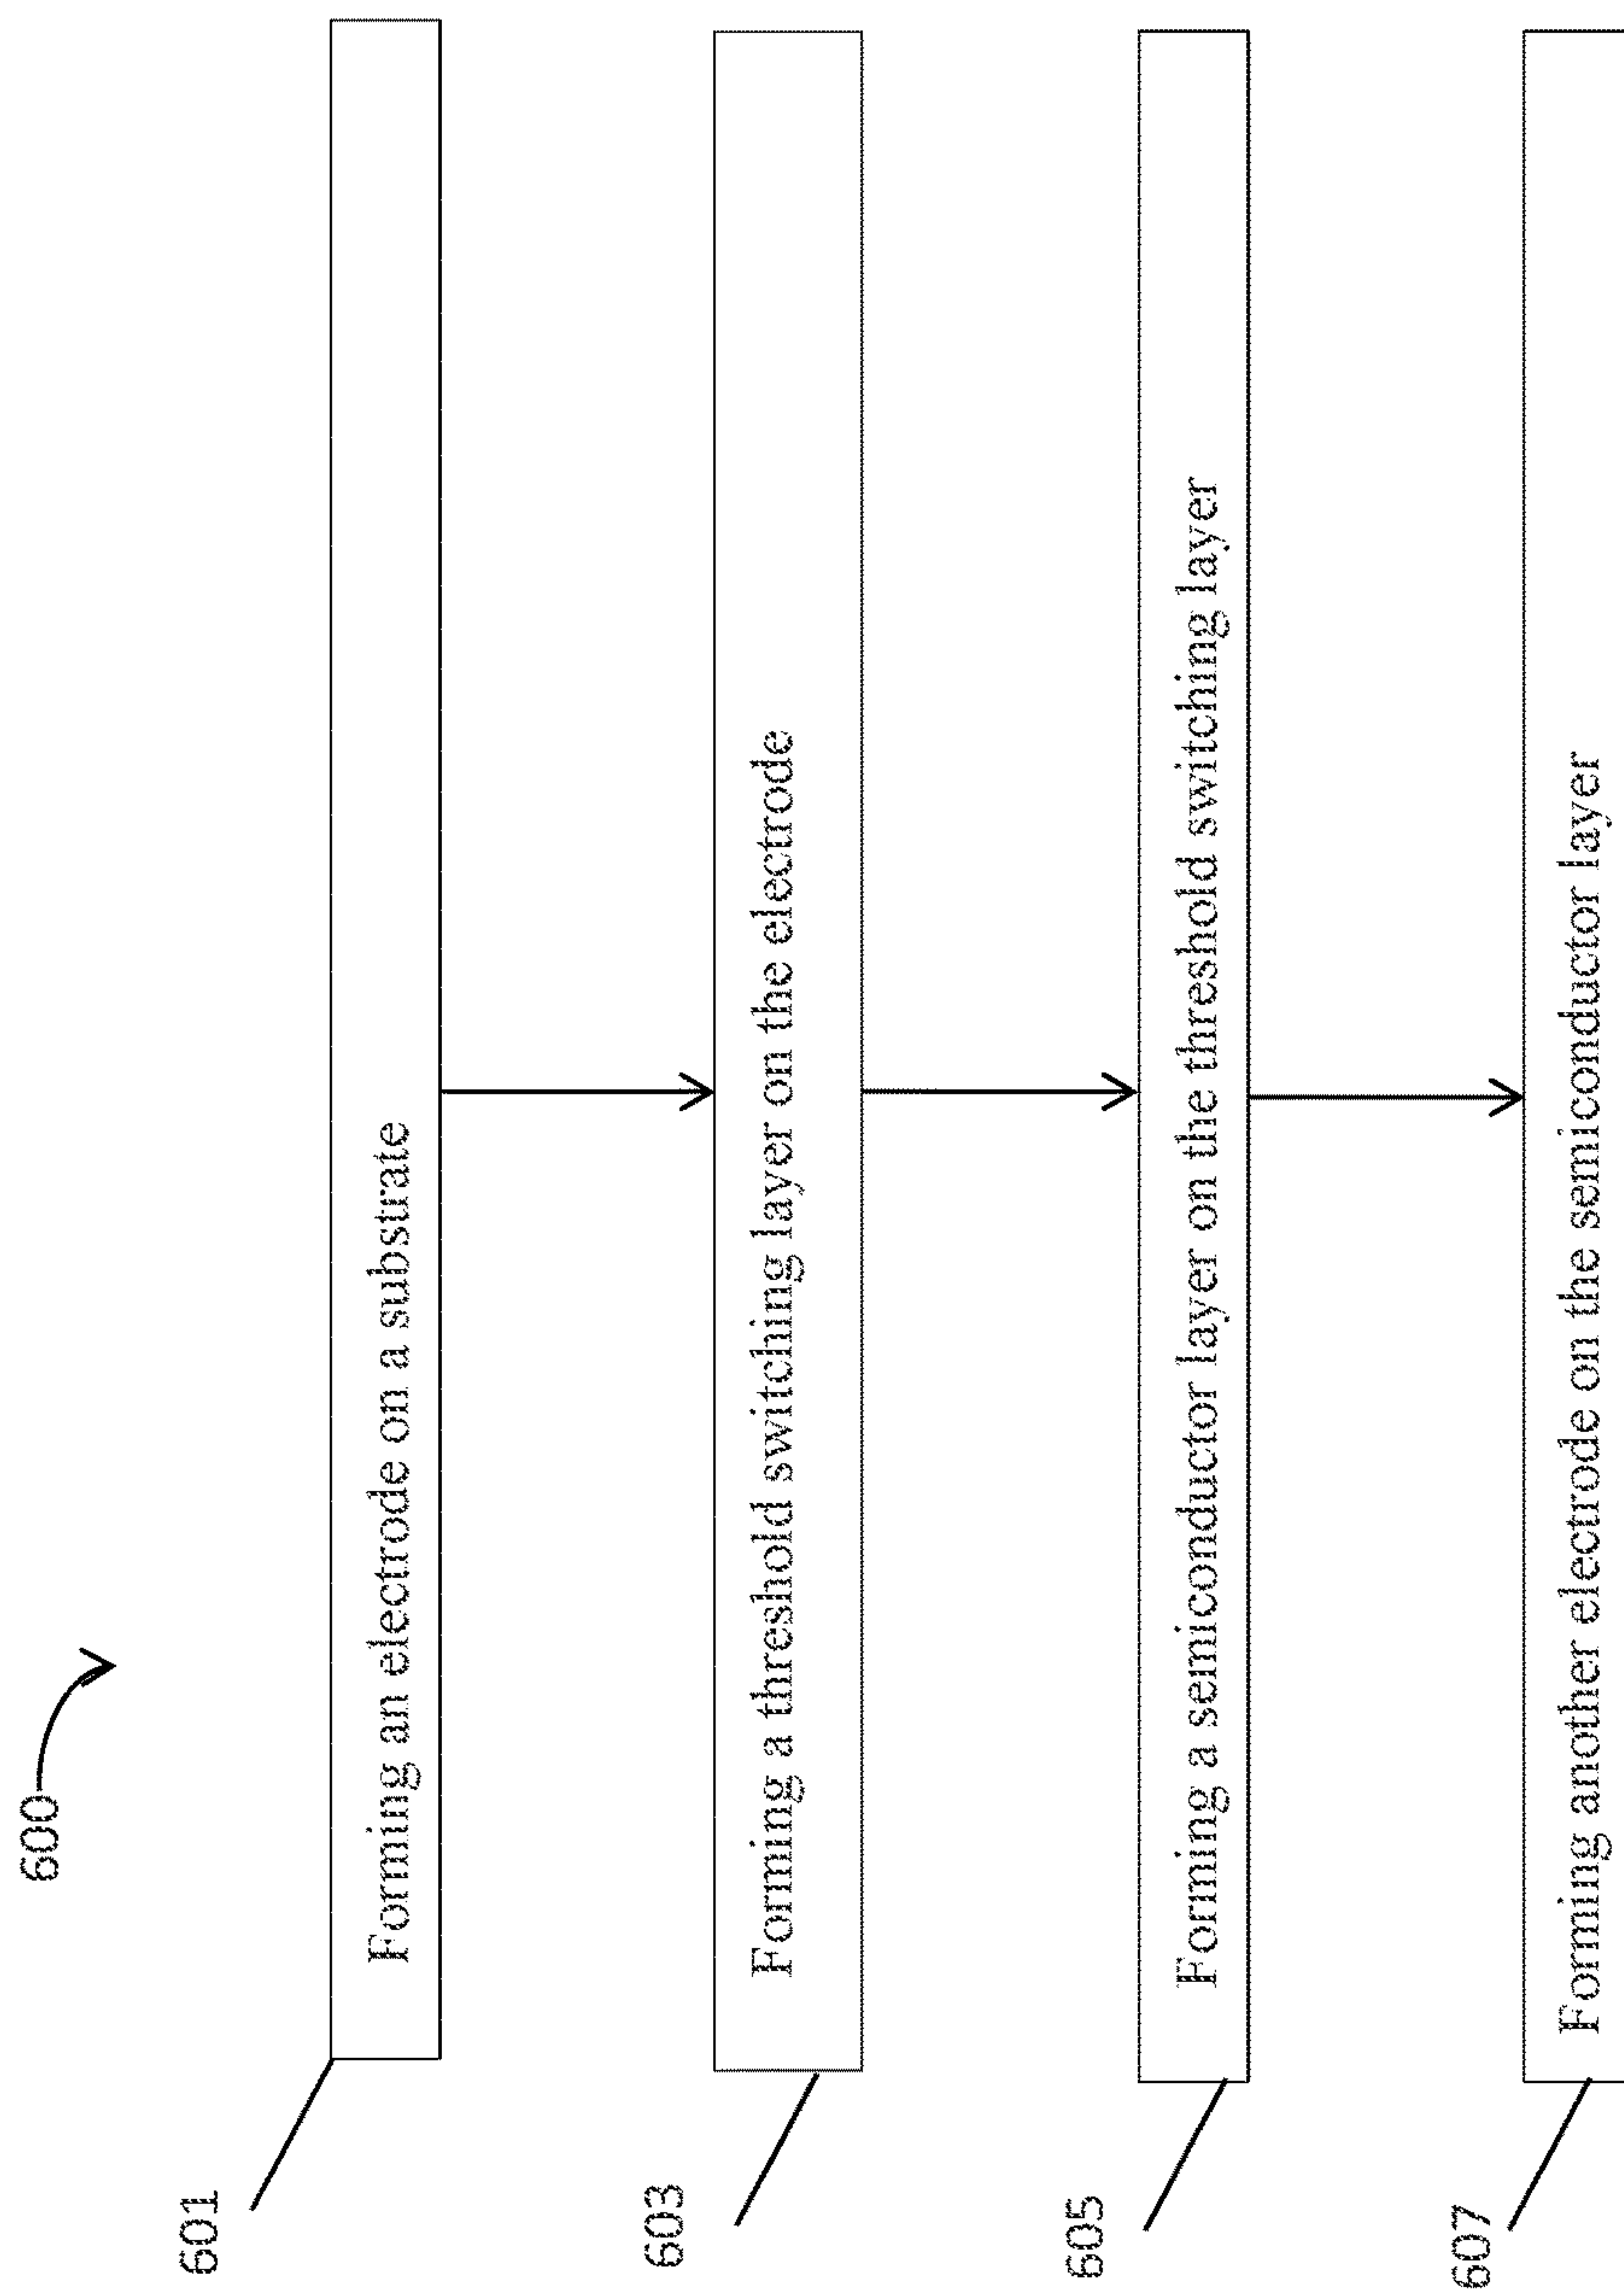 600
601
Forming an electrode on a substrate
603
Forming a threshold switching layer on the electrode
605
Forming a semiconductor layer on the threshold switching layer
607
Forming another electrode on the semiconductor layer